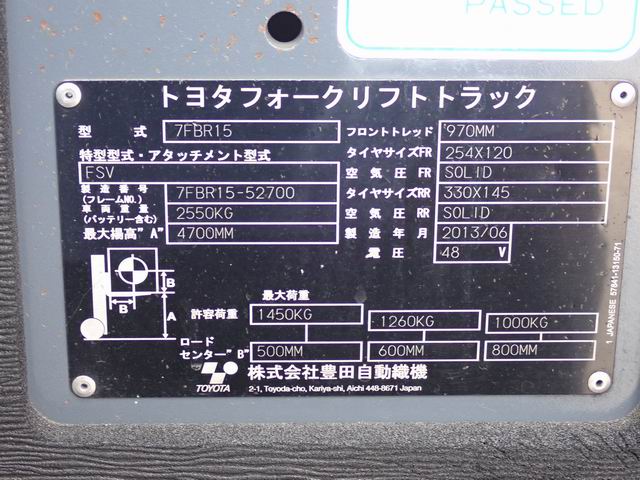 PASSED
トヨタフォークリフトトラック
型 式 7FBR15 フロントトレッド 970MM
特型型式・アタッチメント型式 タイヤサイズFR 254X120
FSV 空気圧FR SOLID
製造番号 (フレームNO.) 7FBR15-52700 タイヤサイズRR 330X145
車両重量 (バッテリー含む) 2550KG 空気圧RR SOLID
最大揚高"A" 4700MM 製造年月 2013/06
電圧 48 V
B
B
A
最大荷重
許容荷重 1450KG 1260KG 1000KG
ロード
センター"B" 500MM 600MM 800MM
TOYOTA 株式会社豊田自動織機
2-1, Toyoda-cho, Kariya-shi, Aichi 448-8671 Japan
1 JAPANESE 57841-13150-71